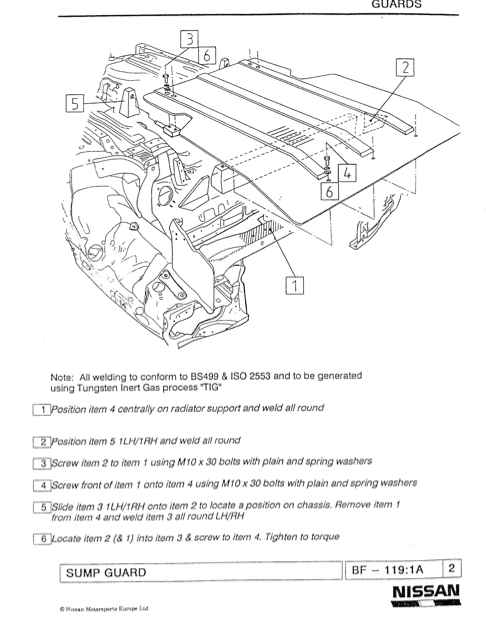 GUARDS
3
6
2
5
4
6
1
Note: All welding to conform to BS499 & ISO 2553 and to be generated
using Tungsten Inert Gas process "TIG"
1 Position item 4 centrally on radiator support and weld all round
2 Position item 5 1LH/1RH and weld all round
3 Screw item 2 to item 1 using M10 x 30 bolts with plain and spring washers
4 Screw front of item 1 onto item 4 using M10 x 30 bolts with plain and spring washers
5 Slide item 3 1LH/1RH onto item 2 to locate a position on chassis. Remove item 1
from item 4 and weld item 3 all round LH/RH
6 Locate item 2 (& 1) into item 3 & screw to item 4. Tighten to torque
SUMP GUARD
BF – 119:1A
2
NISSAN
© Nissan Motorsports Europe Ltd